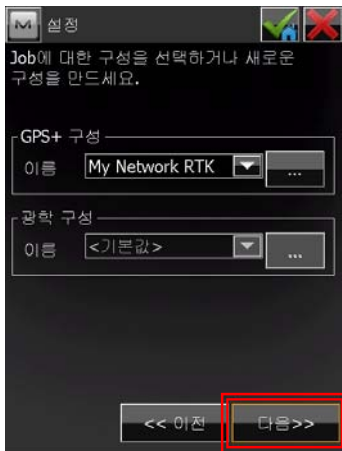 설정
Job에 대한 구성을 선택하거나 새로운
구성을 만드세요.
GPS+ 구성
이름 My Network RTK ...
광학 구성
이름 <기본값> ...
<< 이전 다음>>